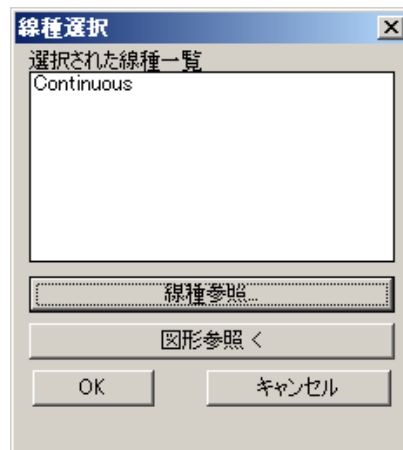 線種選択
選択された線種一覧
Continuous
線種参照...
図形参照 <
OK
キャンセル